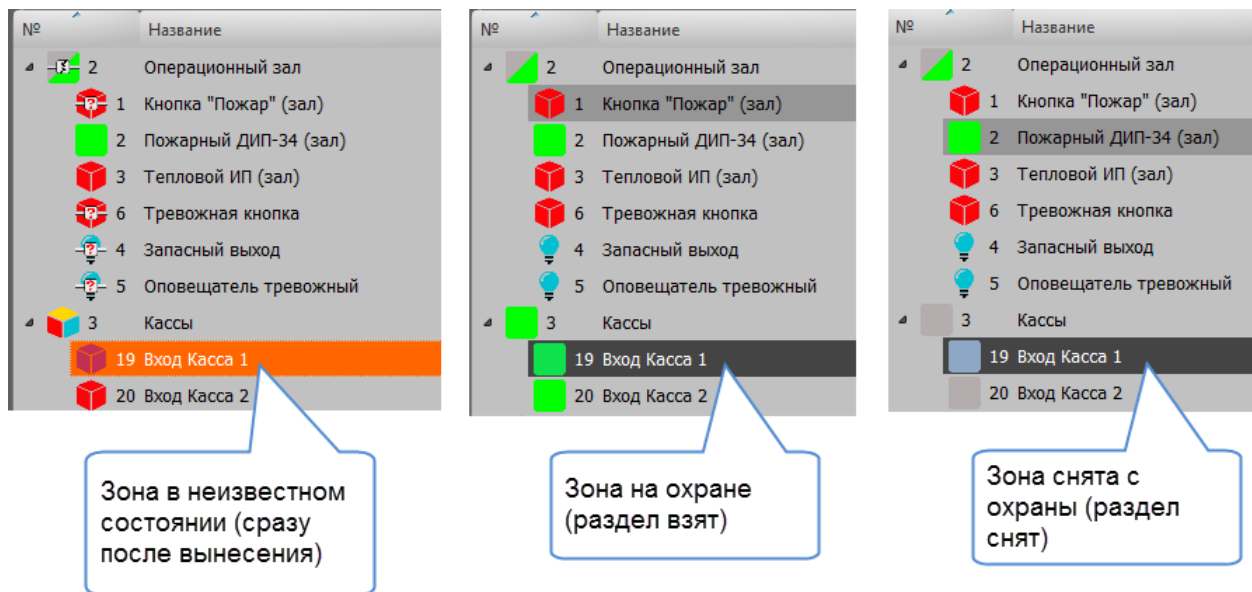 № Название
2 Операционный зал
1 Кнопка "Пожар" (зал)
2 Пожарный ДИП-34 (зал)
3 Тепловой ИП (зал)
6 Тревожная кнопка
4 Запасный выход
5 Оповещатель тревожный
3 Кассы
19 Вход Касса 1
20 Вход Касса 2
Зона в неизвестном
состоянии (сразу
после вынесения)
№ Название
2 Операционный зал
1 Кнопка "Пожар" (зал)
2 Пожарный ДИП-34 (зал)
3 Тепловой ИП (зал)
6 Тревожная кнопка
4 Запасный выход
5 Оповещатель тревожный
3 Кассы
19 Вход Касса 1
20 Вход Касса 2
Зона на охране
(раздел взят)
№ Название
2 Операционный зал
1 Кнопка "Пожар" (зал)
2 Пожарный ДИП-34 (зал)
3 Тепловой ИП (зал)
6 Тревожная кнопка
4 Запасный выход
5 Оповещатель тревожный
3 Кассы
19 Вход Касса 1
20 Вход Касса 2
Зона снята с
охраны (раздел
снят)